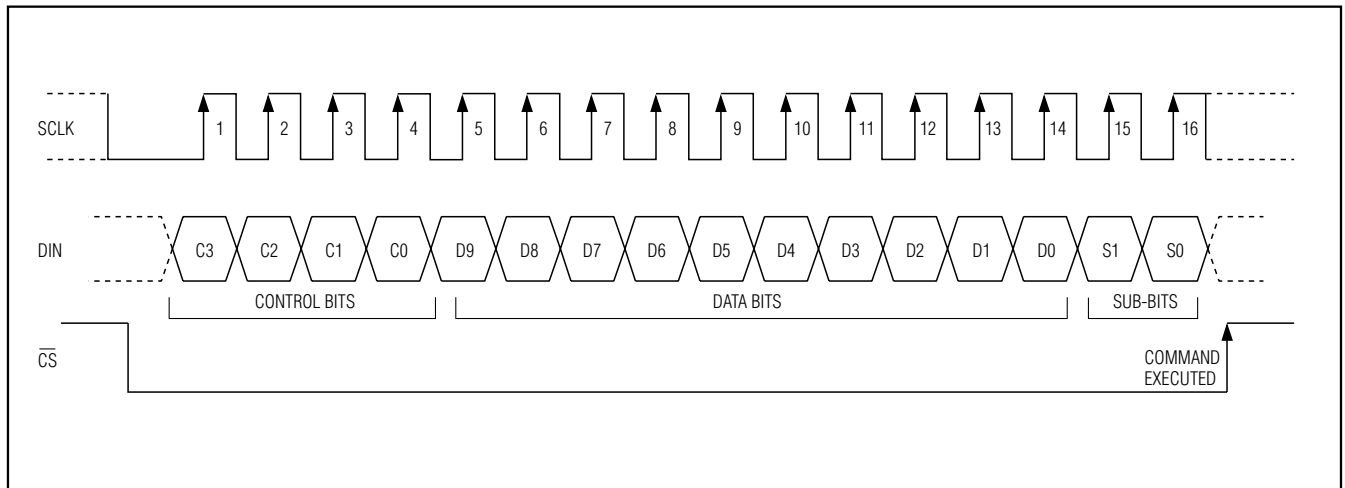 SCLK 1 2 3 4 5 6 7 8 9 10 11 12 13 14 15 16
DIN C3 C2 C1 C0 D9 D8 D7 D6 D5 D4 D3 D2 D1 D0 S1 S0
CONTROL BITS DATA BITS SUB-BITS
CS COMMAND
EXECUTED